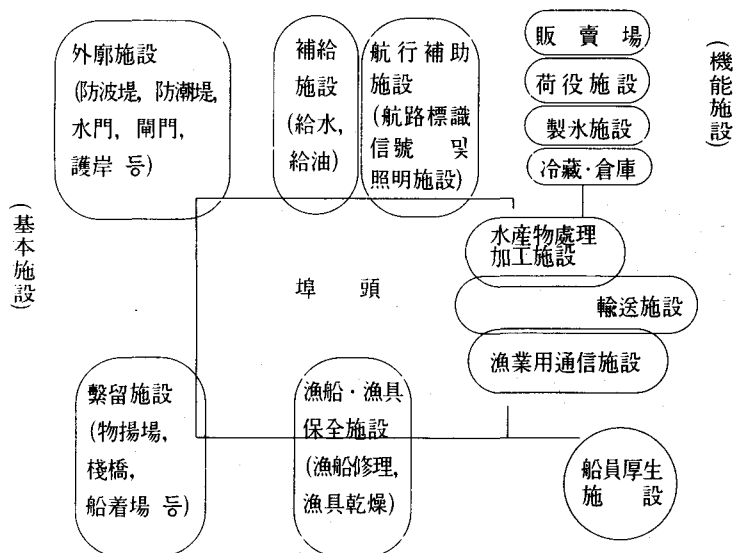 外廓施設
(防波堤, 防潮堤,
水門, 閘門,
護岸 등)
補給
施設
(給水,
給油)
航行補助
施設
(航路標識
信號 및
照明施設)
販賣場
荷役施設
製氷施設
冷藏·倉庫
(機能施設)
(基本施設)
水産物處理
加工施設
埠頭
輸送施設
漁業用通信施設
繫留施設
(物揚場,
棧橋,
船着場 등)
漁船·漁具
保全施設
(漁船修理,
漁具乾燥)
船員厚生
施設